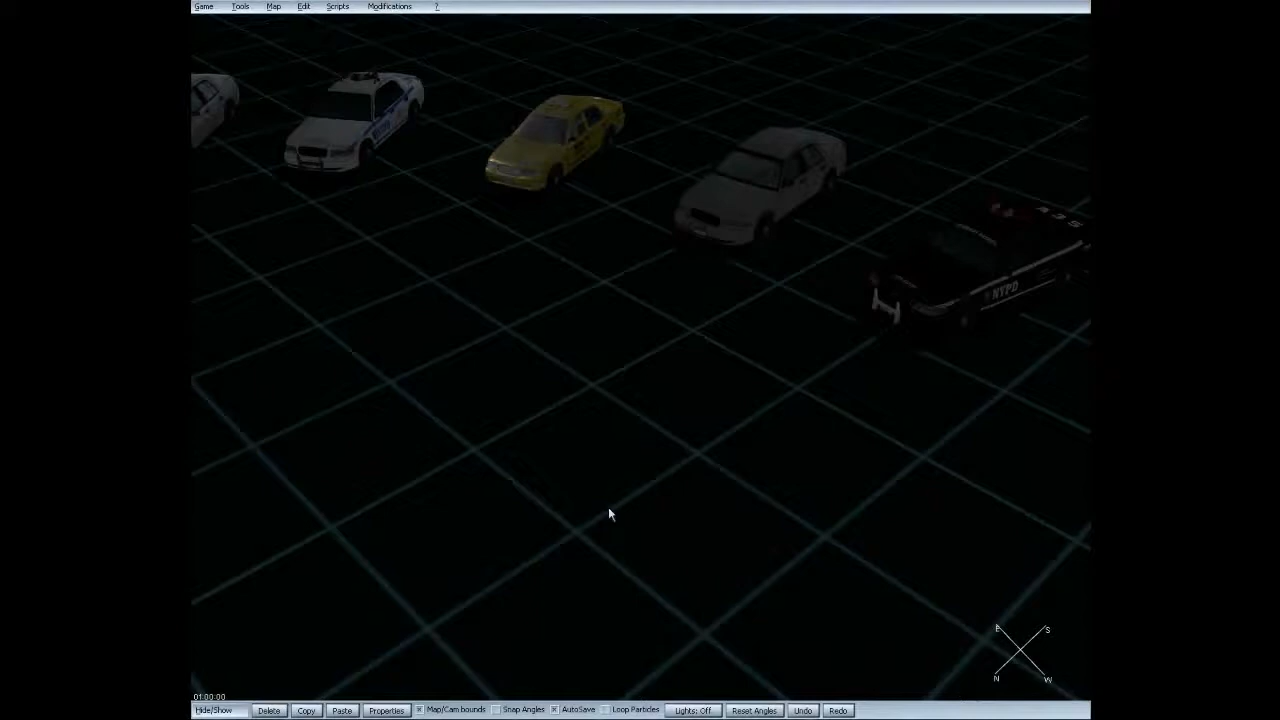 Game Tools Map Edit Scripts Modifications ?
NYPD
01:00:00
Hide/Show Delete Copy Paste Properties Map/Cam bounds Snap Angles AutoSave Loop Particles Lights: Off Reset Angles Undo Redo
E S
N W